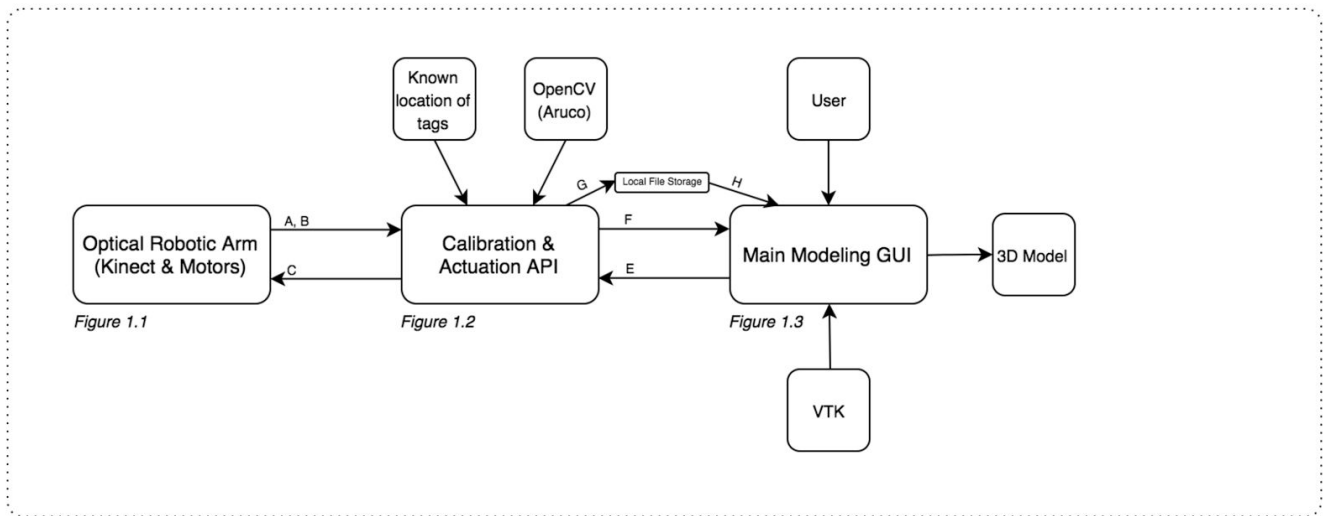 Known
location of
tags
OpenCV
(Aruco)
User
G
Local File Storage
H
A, B
F
Optical Robotic Arm
(Kinect & Motors)
Calibration &
Actuation API
Main Modeling GUI
3D Model
C
E
Figure 1.1
Figure 1.2
Figure 1.3
VTK